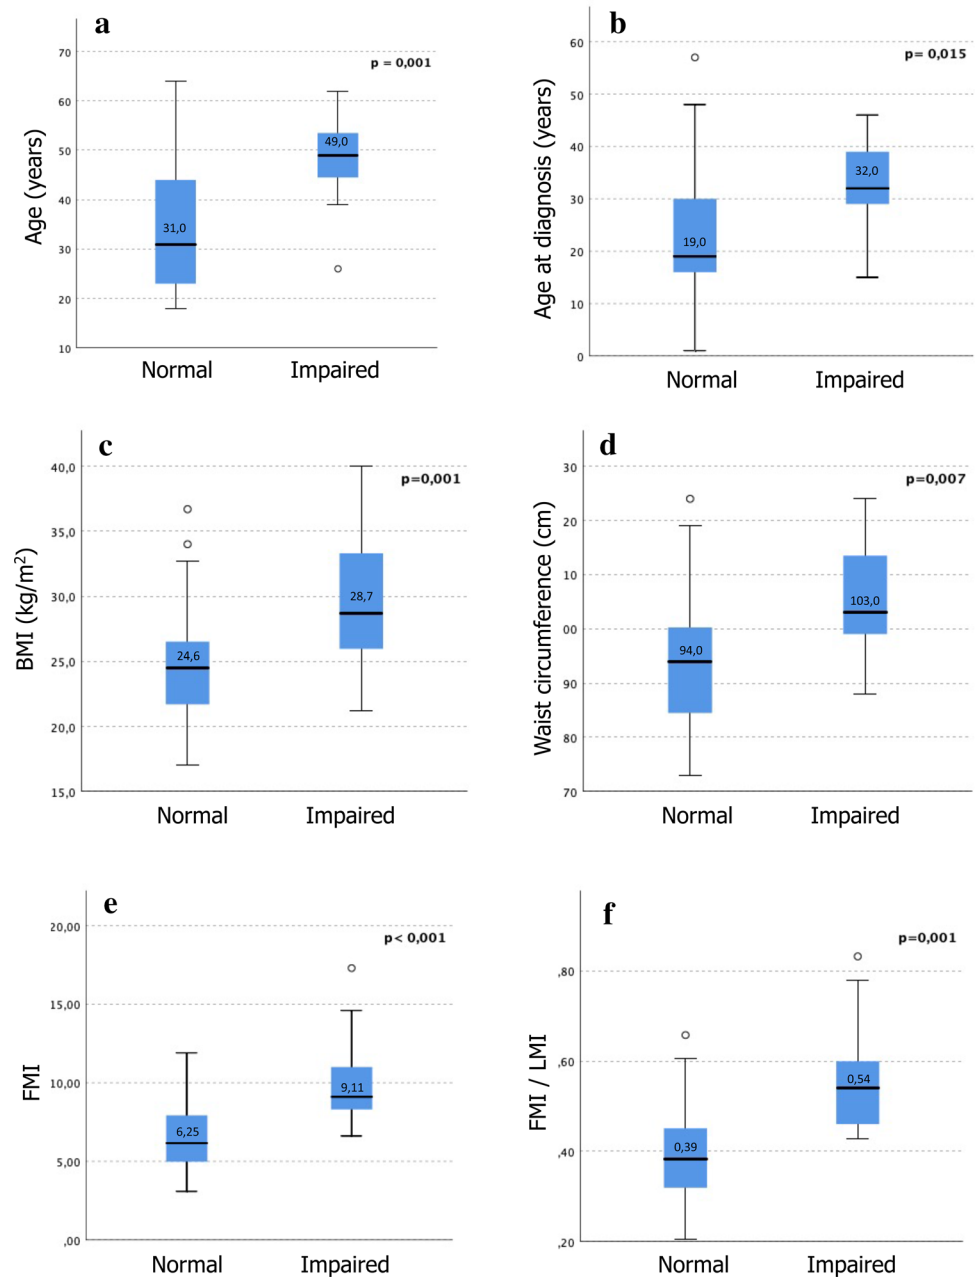 a
p = 0,001
Age (years)
70
60
50
40
30
20
10
49,0
31,0
Normal
Impaired
b
p= 0,015
Age at diagnosis (years)
60
50
40
30
20
10
0
32,0
19,0
Normal
Impaired
c
p=0,001
BMI (kg/m²)
40,0
35,0
30,0
25,0
20,0
15,0
28,7
24,6
Normal
Impaired
d
p=0,007
Waist circumference (cm)
30
20
10
00
90
80
70
103,0
94,0
Normal
Impaired
e
p< 0,001
FMI
20,00
15,00
10,00
5,00
,00
9,11
6,25
Normal
Impaired
f
p=0,001
FMI / LMI
,80
,60
,40
,20
0,54
0,39
Normal
Impaired